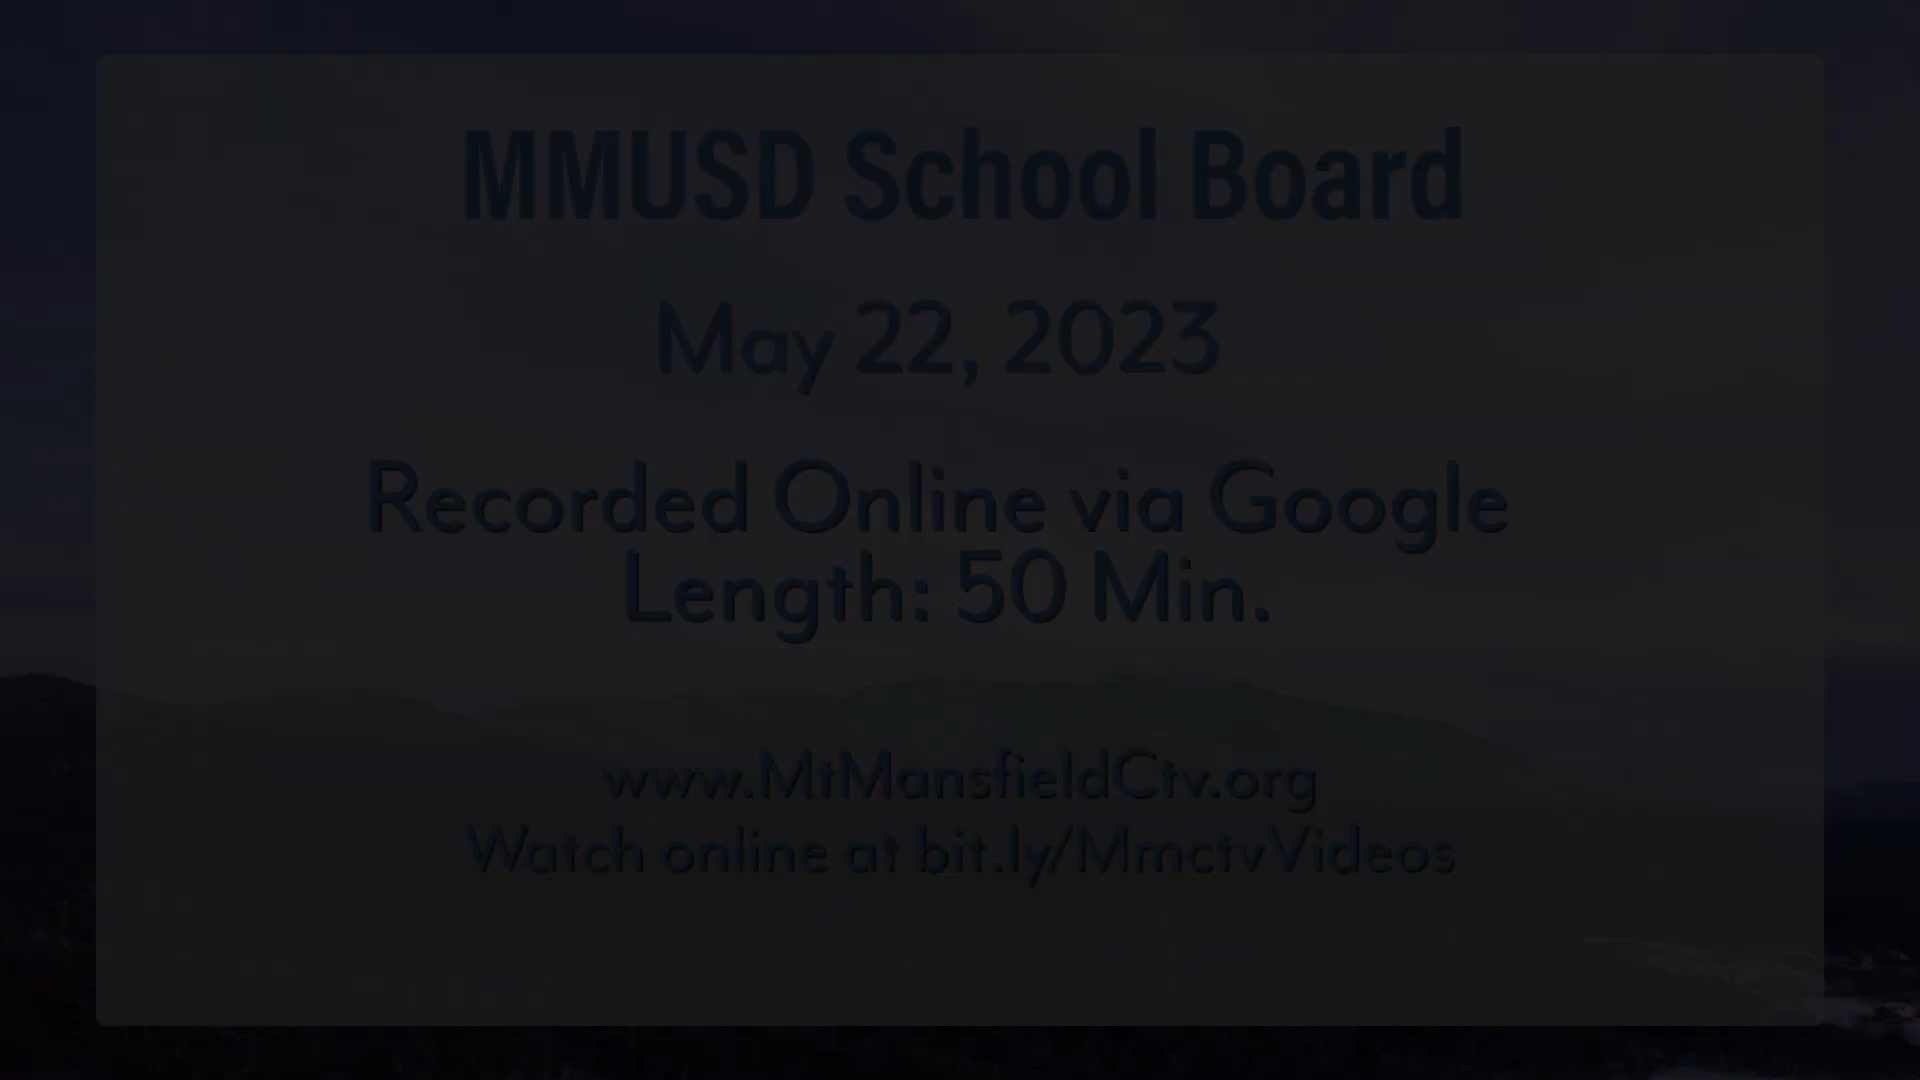 MMUSD School Board
May 22, 2023
Recorded Online via Google
Length: 50 Min.
www.MtMansfieldCtv.org
Watch online at bit.ly/MmctvVideos